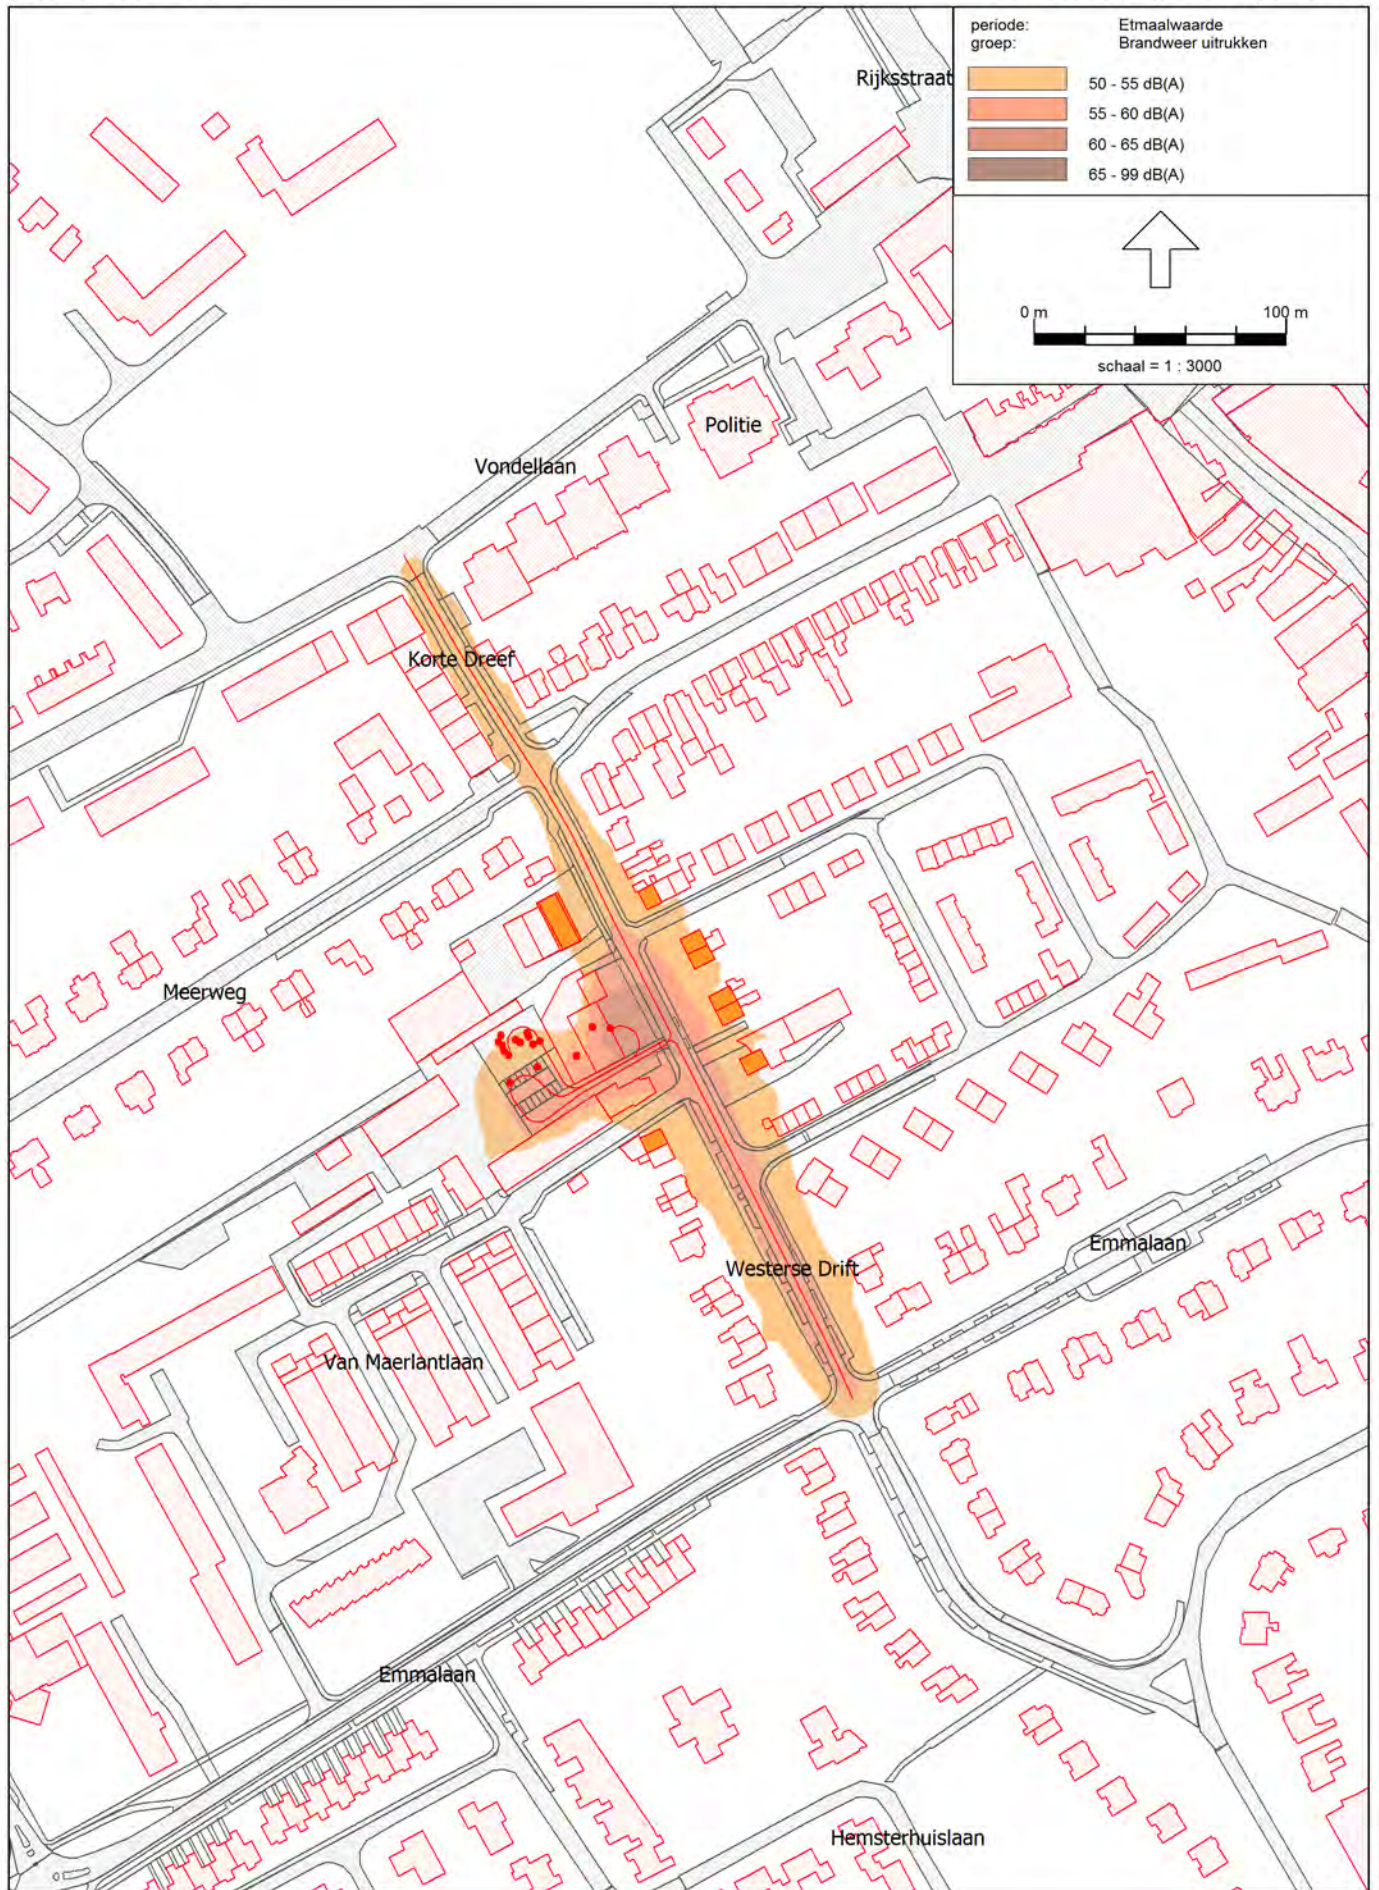 periode: Etmaalwaarde
groep: Brandweer uitrukken
50 - 55 dB(A)
55 - 60 dB(A)
60 - 65 dB(A)
65 - 99 dB(A)
0 m 100 m
schaal = 1 : 3000
Rijksstraat
Politie
Vondellaan
Korte Dreef
Meerweg
Emmalaan
Westerse Drift
Van Maerlantlaan
Emmalaan
Hemsterhuislaan